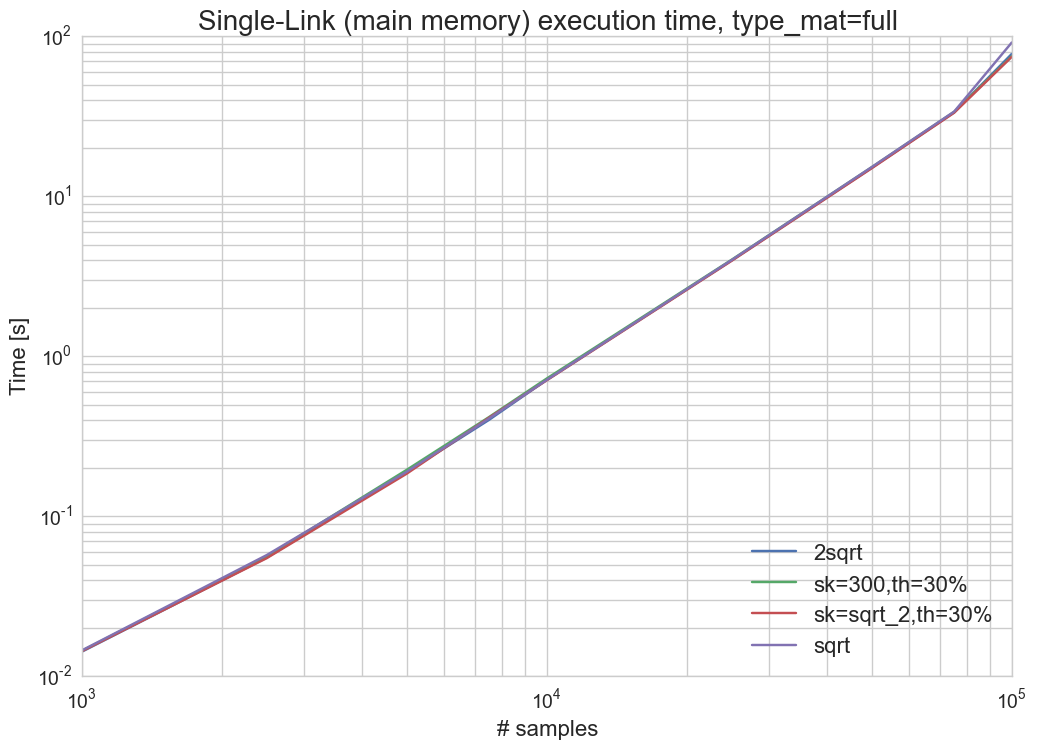 Single-Link (main memory) execution time, type_mat=full
10^2
10^1
10^0
10^-1
10^-2
Time [s]
2sqrt
sk=300,th=30%
sk=sqrt_2,th=30%
sqrt
10^3
10^4
10^5
# samples